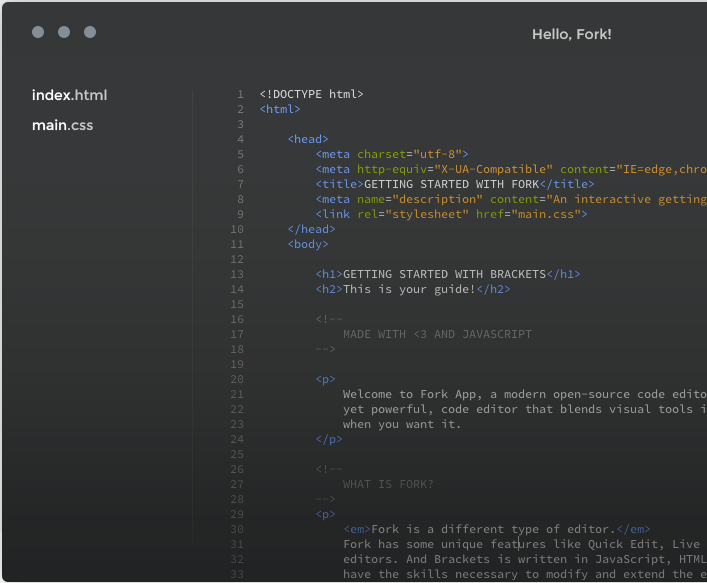 Hello, Fork!
index.html
main.css
1 <!DOCTYPE html>
2 <html>
3
4 <head>
5 <meta charset="utf-8">
6 <meta http-equiv="X-UA-Compatible" content="IE=edge,chro
7 <title>GETTING STARTED WITH FORK</title>
8 <meta name="description" content="An interactive getting
9 <link rel="stylesheet" href="main.css">
10 </head>
11 <body>
12
13 <h1>GETTING STARTED WITH BRACKETS</h1>
14 <h2>This is your guide!</h2>
15
16 <!--
17 MADE WITH <3 AND JAVASCRIPT
18 -->
19
20 <p>
21 Welcome to Fork App, a modern open-source code edito
22 yet powerful, code editor that blends visual tools i
23 when you want it.
24 </p>
25
26 <!--
27 WHAT IS FORK?
28 -->
29 <p>
30 <em>Fork is a different type of editor.</em>
31 Fork has some unique features like Quick Edit, Live
32 editors. And Brackets is written in JavaScript, HTML
33 have the skills necessary to modify and extend the e